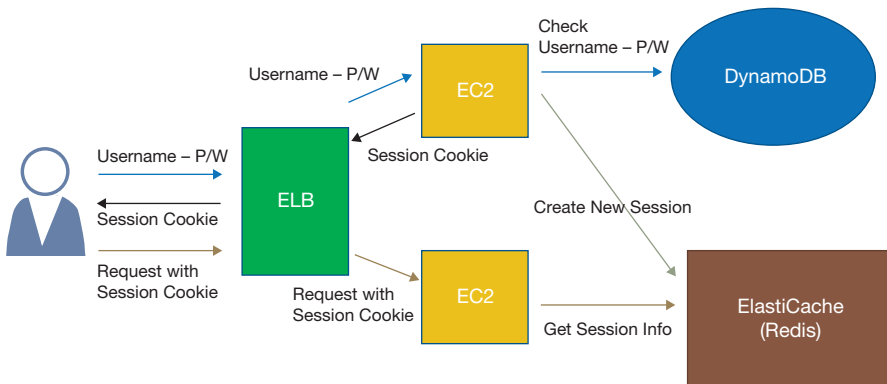 Check
Username – P/W
Username – P/W
EC2
DynamoDB
Session Cookie
Username – P/W
ELB
Session Cookie
Create New Session
Request with
Session Cookie
Request with
Session Cookie
EC2
Get Session Info
ElastiCache
(Redis)